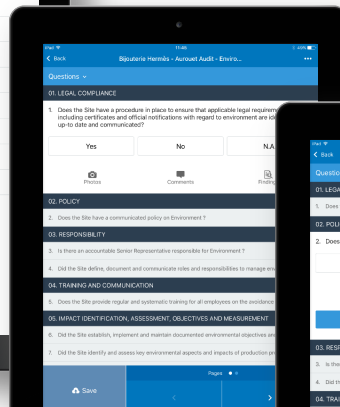 iPad
11:46
Back
Bijouterie Hermès - Aurouet Audit - Enviro...
Questions
01. LEGAL COMPLIANCE
1. Does the Site have a procedure in place to ensure that applicable legal requirem
including certificates and official notifications with regard to environment are ide
up-to date and communicated?
Yes
No
N.A
Photos
Comments
Finding
02. POLICY
2. Does the Site have a communicated policy on Environment ?
03. RESPONSIBILITY
3. Is there an accountable Senior Representative responsible for Environment ?
4. Did the Site define, document and communicate roles and responsibilities to manage env
04. TRAINING AND COMMUNICATION
5. Does the Site provide regular and systematic training for all employees on the avoidance
05. IMPACT IDENTIFICATION, ASSESSMENT, OBJECTIVES AND MEASUREMENT
6. Did the Site establish, implement and maintain documented environmental objectives an
7. Did the Site identify and assess key environmental aspects and impacts of production pr
Pages
Save
iPad
Back
Questio
01. LEGA
1. Does
02. POLI
2. Does
03. RESP
3. Is the
4. Did th
04. TRAI